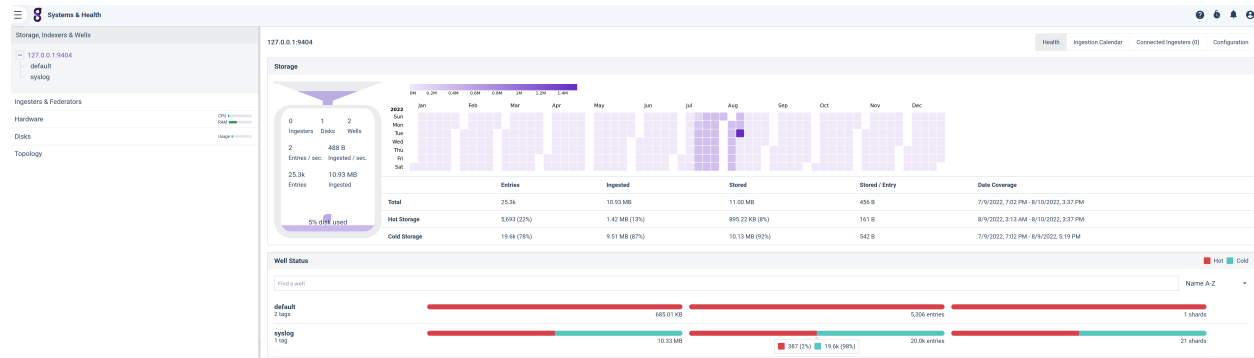 Systems & Health
Storage, Indexers & Wells
127.0.0.1:9404
default
syslog
Ingesters & Federators
Hardware
CPU
RAM
Disks
Usage
Topology
127.0.0.1:9404
Health Ingestion Calendar Connected Ingesters (0) Configuration
Storage
0M 0.2M 0.4M 0.6M 0.8M 1M 1.2M 1.4M
2022 Jan Feb Mar Apr May Jun Jul Aug Sep Oct Nov Dec
Sun
Mon
Tue
Wed
Thu
Fri
Sat
0 1 2
Ingesters Disks Wells
2 488 B
Entries / sec. Ingested / sec.
25.3k 10.93 MB
Entries Ingested
5% disk used
Entries Ingested Stored Stored / Entry Date Coverage
Total 25.3k 10.93 MB 11.00 MB 456 B 7/9/2022, 7:02 PM - 8/10/2022, 3:37 PM
Hot Storage 5,693 (22%) 1.42 MB (13%) 895.22 KB (8%) 161 B 8/9/2022, 3:13 AM - 8/10/2022, 3:37 PM
Cold Storage 19.6k (78%) 9.51 MB (87%) 10.13 MB (92%) 542 B 7/9/2022, 7:02 PM - 8/9/2022, 5:19 PM
Well Status Hot Cold
Find a well Name A-Z
default
2 tags 685.01 KB 5,306 entries 1 shards
syslog
1 tag 10.33 MB 20.0k entries 21 shards
387 (2%) 19.6k (98%)